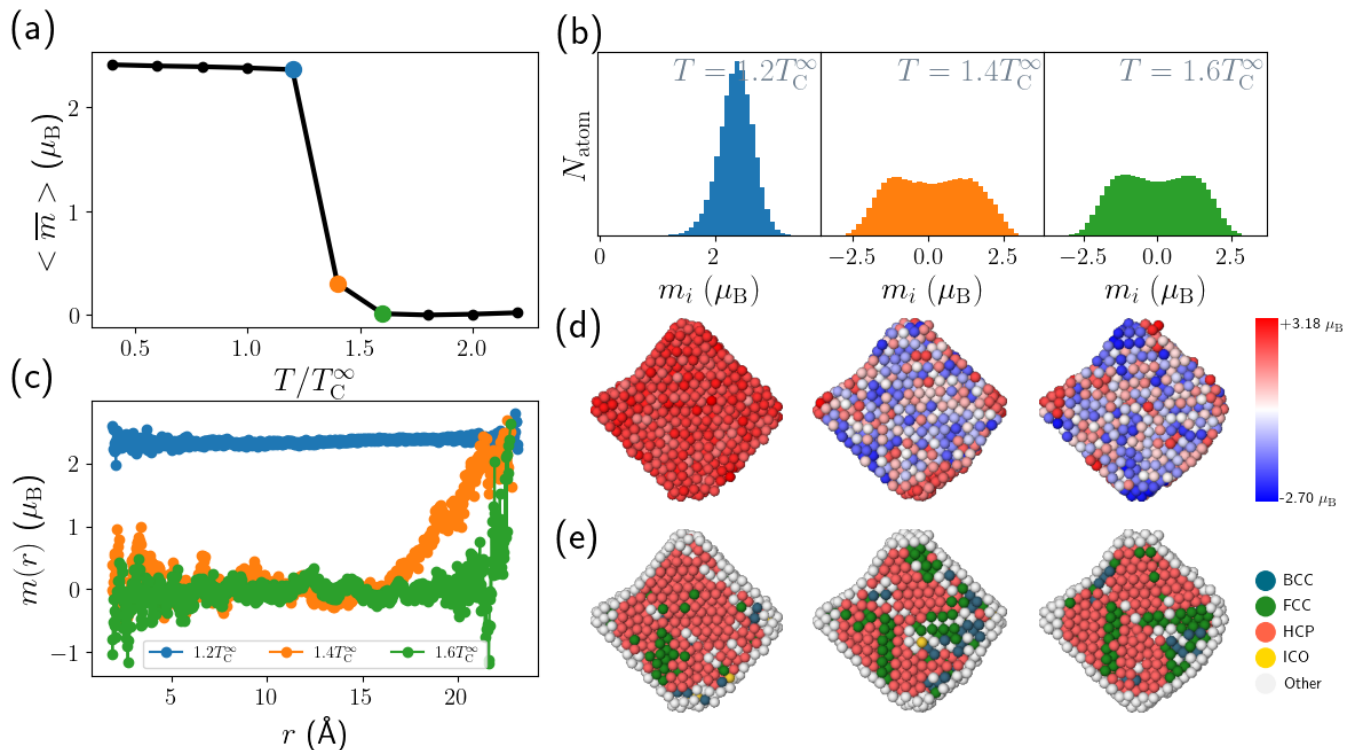 (a)
2
1
0
< m̅ > (μ_B)
0.5 1.0 1.5 2.0
T/T_C^∞
(b)
T = 1.2T_C^∞ T = 1.4T_C^∞ T = 1.6T_C^∞
N_atom
0 2 −2.5 0.0 2.5 −2.5 0.0 2.5
m_i (μ_B) m_i (μ_B) m_i (μ_B)
(c)
2
1
0
−1
m(r) (μ_B)
1.2T_C^∞ 1.4T_C^∞ 1.6T_C^∞
5 10 15 20
r (Å)
(d)
+3.18 μ_B
-2.70 μ_B
(e)
BCC
FCC
HCP
ICO
Other